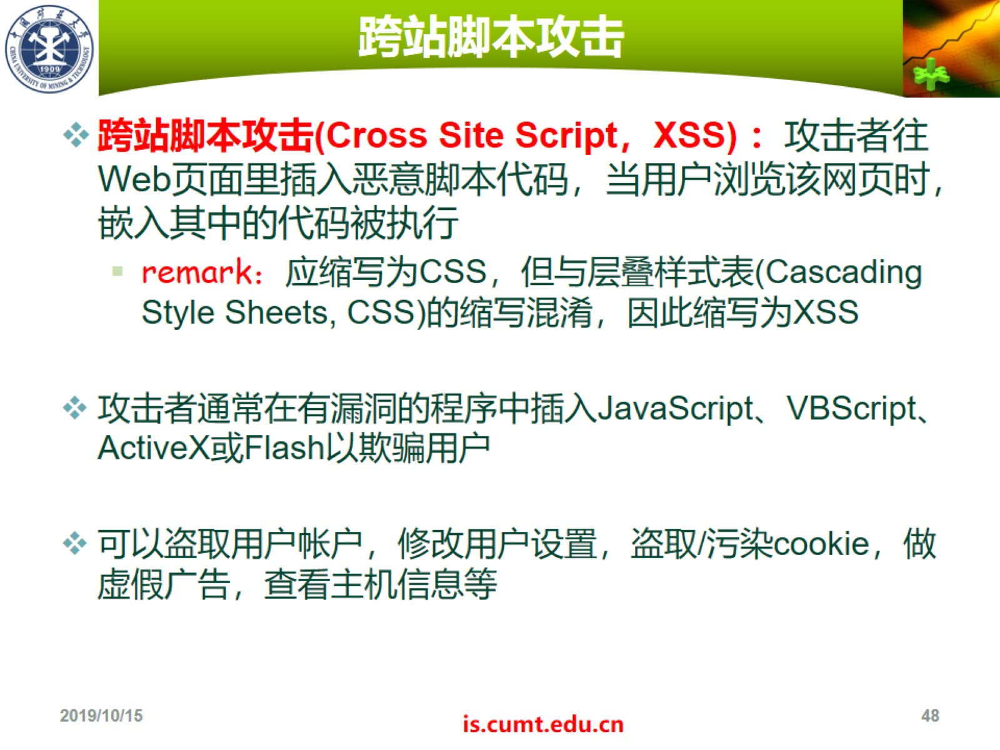 中国矿业大学
CHINA UNIVERSITY OF MINING & TECHNOLOGY
1909
跨站脚本攻击
跨站脚本攻击(Cross Site Script，XSS) ：攻击者往
Web页面里插入恶意脚本代码，当用户浏览该网页时，
嵌入其中的代码被执行
remark：应缩写为CSS，但与层叠样式表(Cascading
Style Sheets, CSS)的缩写混淆，因此缩写为XSS
攻击者通常在有漏洞的程序中插入JavaScript、VBScript、
ActiveX或Flash以欺骗用户
可以盗取用户帐户，修改用户设置，盗取/污染cookie，做
虚假广告，查看主机信息等
2019/10/15
is.cumt.edu.cn
48